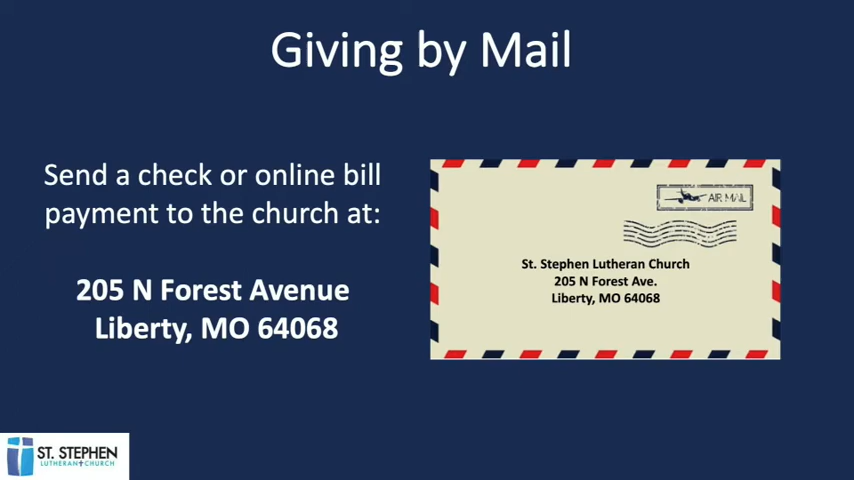 Giving by Mail
Send a check or online bill
payment to the church at:
205 N Forest Avenue
Liberty, MO 64068
AIR MAIL
St. Stephen Lutheran Church
205 N Forest Ave.
Liberty, MO 64068
ST. STEPHEN
LUTHERAN CHURCH